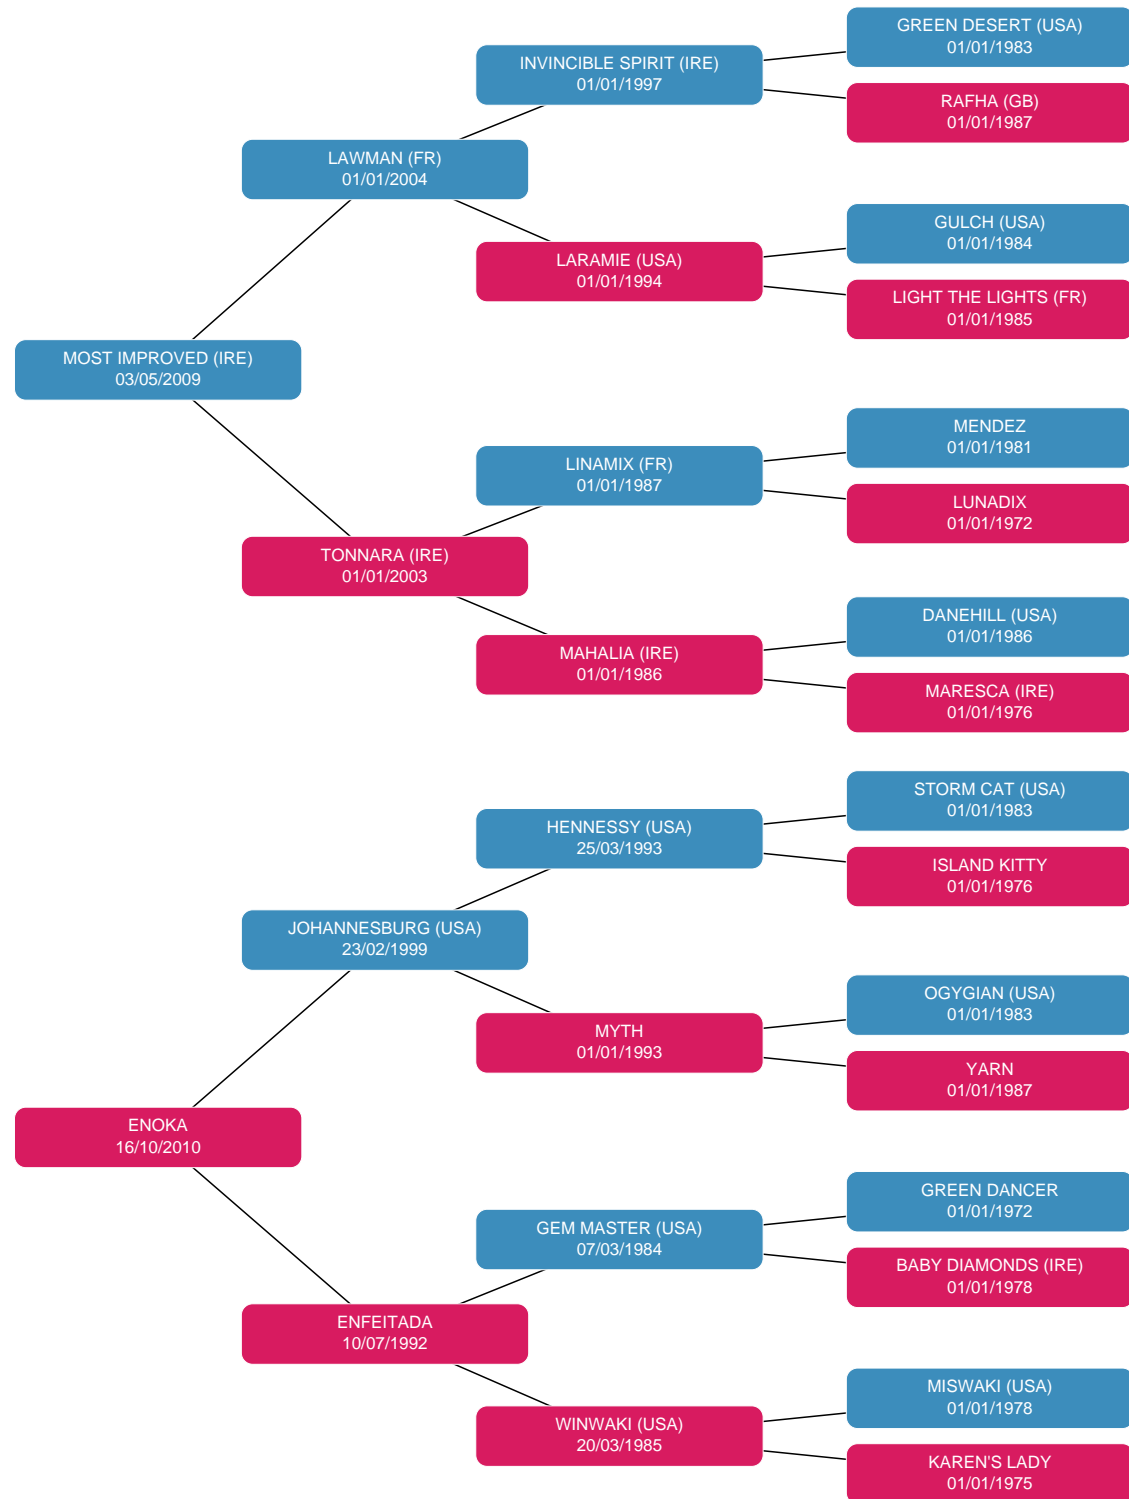 GREEN DESERT (USA)
01/01/1983
INVINCIBLE SPIRIT (IRE)
01/01/1997
RAFHA (GB)
01/01/1987
LAWMAN (FR)
01/01/2004
GULCH (USA)
01/01/1984
LARAMIE (USA)
01/01/1994
LIGHT THE LIGHTS (FR)
01/01/1985
MOST IMPROVED (IRE)
03/05/2009
MENDEZ
01/01/1981
LINAMIX (FR)
01/01/1987
LUNADIX
01/01/1972
TONNARA (IRE)
01/01/2003
DANEHILL (USA)
01/01/1986
MAHALIA (IRE)
01/01/1986
MARESCA (IRE)
01/01/1976
STORM CAT (USA)
01/01/1983
HENNESSY (USA)
25/03/1993
ISLAND KITTY
01/01/1976
JOHANNESBURG (USA)
23/02/1999
OGYGIAN (USA)
01/01/1983
MYTH
01/01/1993
YARN
01/01/1987
ENOKA
16/10/2010
GREEN DANCER
01/01/1972
GEM MASTER (USA)
07/03/1984
BABY DIAMONDS (IRE)
01/01/1978
ENFEITADA
10/07/1992
MISWAKI (USA)
01/01/1978
WINWAKI (USA)
20/03/1985
KAREN'S LADY
01/01/1975